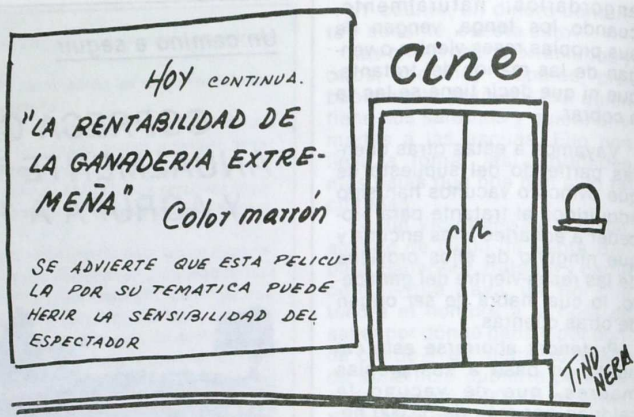 HOY CONTINUA.
"LA RENTABILIDAD DE
LA GANADERIA EXTRE-
MEÑA"
Color marrón
SE ADVIERTE QUE ESTA PELICU-
LA POR SU TEMATICA PUEDE
HERIR LA SENSIBILIDAD DEL
ESPECTADOR
Cine
TINO
NERA